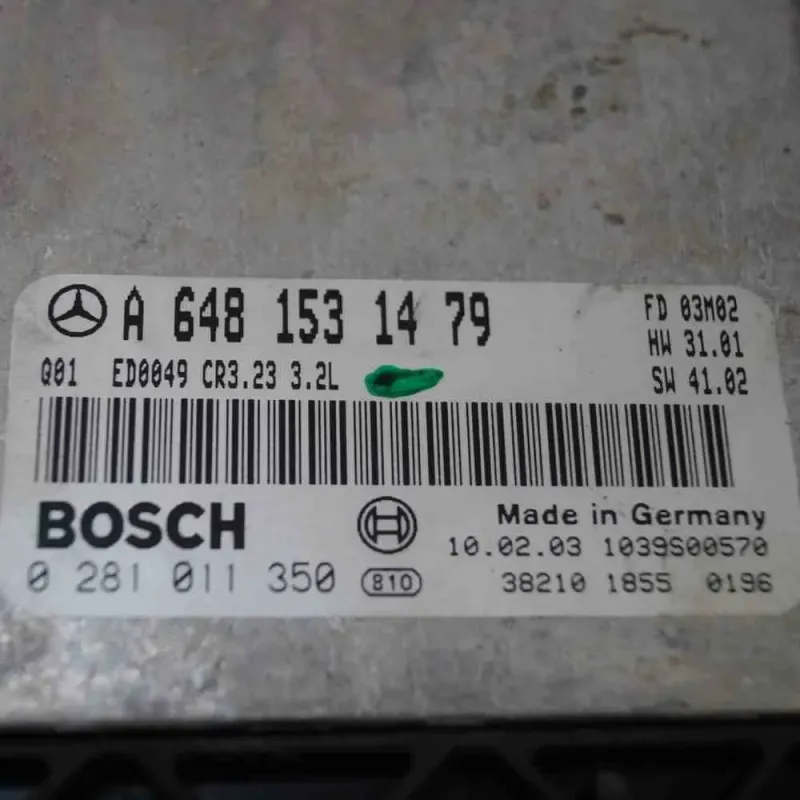 A 648 153 14 79
FD 03M02
HW 31.01
Q01 ED0049 CR3.23 3.2L
SW 41.02
BOSCH
Made in Germany
10.02.03 1039S00570
0 281 011 350
810
38210 1855 0196